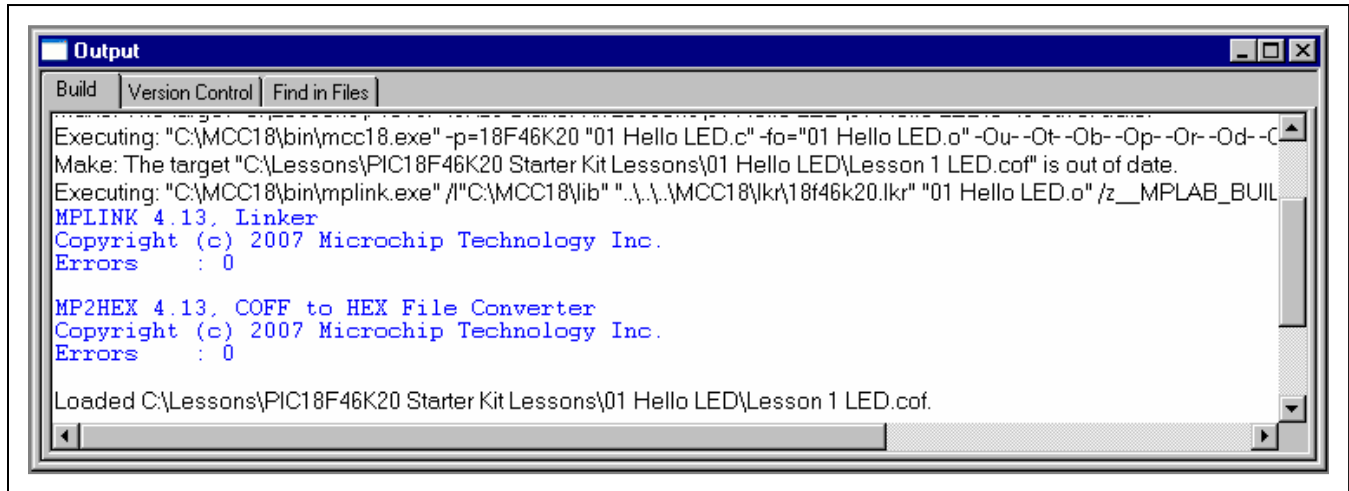 Output
Build Version Control Find in Files
Executing: "C:\MCC18\bin\mcc18.exe" -p=18F46K20 "01 Hello LED.c" -fo="01 Hello LED.o" -Ou- -Ot- -Ob- -Op- -Or- -Od- -O
Make: The target "C:\Lessons\PIC18F46K20 Starter Kit Lessons\01 Hello LED\Lesson 1 LED.cof" is out of date.
Executing: "C:\MCC18\bin\mplink.exe" /l"C:\MCC18\lib" "..\..\..\MCC18\lkr\18f46k20.lkr" "01 Hello LED.o" /z__MPLAB_BUIL
MPLINK 4.13, Linker
Copyright (c) 2007 Microchip Technology Inc.
Errors : 0
MP2HEX 4.13, COFF to HEX File Converter
Copyright (c) 2007 Microchip Technology Inc.
Errors : 0
Loaded C:\Lessons\PIC18F46K20 Starter Kit Lessons\01 Hello LED\Lesson 1 LED.cof.